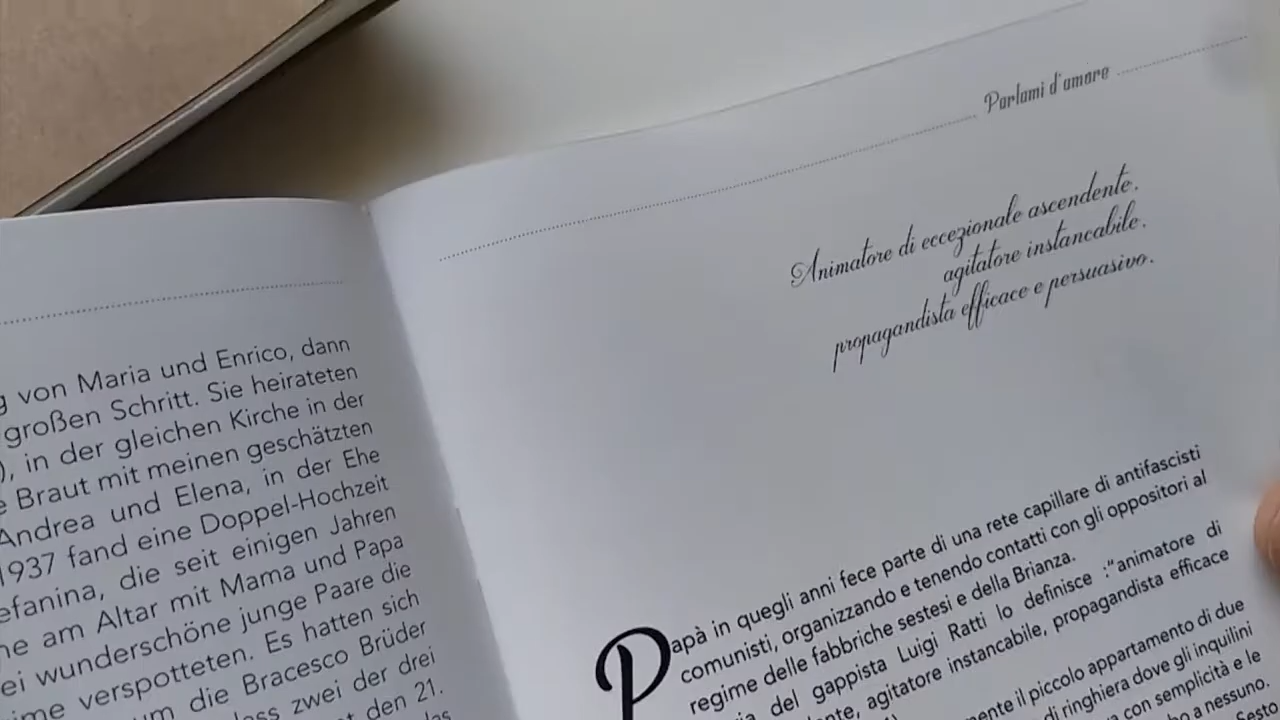 von Maria und Enrico, dann
großen Schritt. Sie heirateten
), in der gleichen Kirche in der
Braut mit meinen geschätzten
Andrea und Elena, in der Ehe
1937 fand eine Doppel-Hochzeit
efanina, die seit einigen Jahren
am Altar mit Mama und Papa
wunderschöne junge Paare die
verspotteten. Es hatten sich
die Bracesco Brüder
zwei der drei
den 21.
Parlami d'amore
Animatore di eccezionale ascendente.
agitatore instancabile.
propagandista efficace e persuasivo.
Papà in quegli anni fece parte di una rete capillare di antifascisti
comunisti, organizzando e tenendo contatti con gli oppositori al
regime delle fabbriche sestesi e della Brianza.
del gappista Luigi Ratti lo definisce :"animatore di
agitatore instancabile, propagandista efficace
il piccolo appartamento di due
di ringhiera dove gli inquilini
con semplicità e le
a nessuno.
Sesto